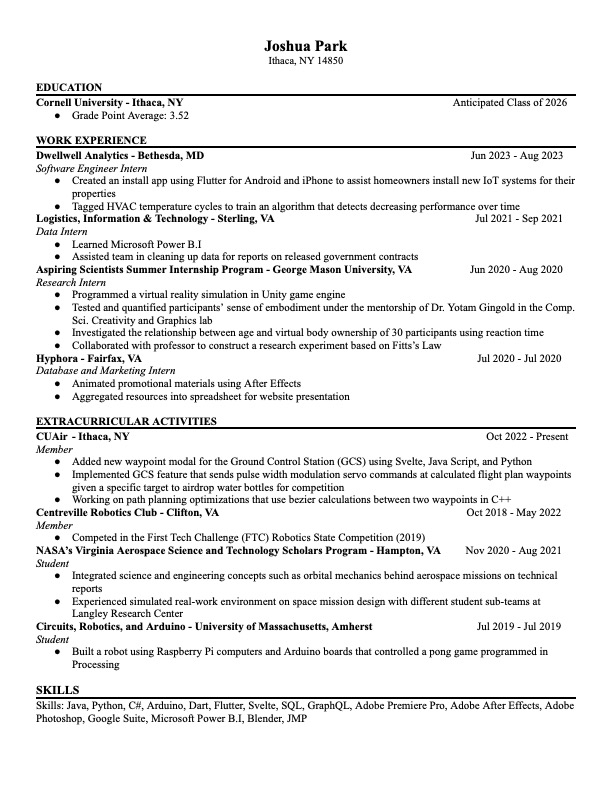 Joshua Park
Ithaca, NY 14850
EDUCATION
Cornell University - Ithaca, NY Anticipated Class of 2026
● Grade Point Average: 3.52
WORK EXPERIENCE
Dwellwell Analytics - Bethesda, MD Jun 2023 - Aug 2023
Software Engineer Intern
● Created an install app using Flutter for Android and iPhone to assist homeowners install new IoT systems for their
properties
● Tagged HVAC temperature cycles to train an algorithm that detects decreasing performance over time
Logistics, Information & Technology - Sterling, VA Jul 2021 - Sep 2021
Data Intern
● Learned Microsoft Power B.I
● Assisted team in cleaning up data for reports on released government contracts
Aspiring Scientists Summer Internship Program - George Mason University, VA Jun 2020 - Aug 2020
Research Intern
● Programmed a virtual reality simulation in Unity game engine
● Tested and quantified participants’ sense of embodiment under the mentorship of Dr. Yotam Gingold in the Comp.
Sci. Creativity and Graphics lab
● Investigated the relationship between age and virtual body ownership of 30 participants using reaction time
● Collaborated with professor to construct a research experiment based on Fitts’s Law
Hyphora - Fairfax, VA Jul 2020 - Jul 2020
Database and Marketing Intern
● Animated promotional materials using After Effects
● Aggregated resources into spreadsheet for website presentation
EXTRACURRICULAR ACTIVITIES
CUAir - Ithaca, NY Oct 2022 - Present
Member
● Added new waypoint modal for the Ground Control Station (GCS) using Svelte, Java Script, and Python
● Implemented GCS feature that sends pulse width modulation servo commands at calculated flight plan waypoints
given a specific target to airdrop water bottles for competition
● Working on path planning optimizations that use bezier calculations between two waypoints in C++
Centreville Robotics Club - Clifton, VA Oct 2018 - May 2022
Member
● Competed in the First Tech Challenge (FTC) Robotics State Competition (2019)
NASA’s Virginia Aerospace Science and Technology Scholars Program - Hampton, VA Nov 2020 - Aug 2021
Student
● Integrated science and engineering concepts such as orbital mechanics behind aerospace missions on technical
reports
● Experienced simulated real-work environment on space mission design with different student sub-teams at
Langley Research Center
Circuits, Robotics, and Arduino - University of Massachusetts, Amherst Jul 2019 - Jul 2019
Student
● Built a robot using Raspberry Pi computers and Arduino boards that controlled a pong game programmed in
Processing
SKILLS
Skills: Java, Python, C#, Arduino, Dart, Flutter, Svelte, SQL, GraphQL, Adobe Premiere Pro, Adobe After Effects, Adobe
Photoshop, Google Suite, Microsoft Power B.I, Blender, JMP